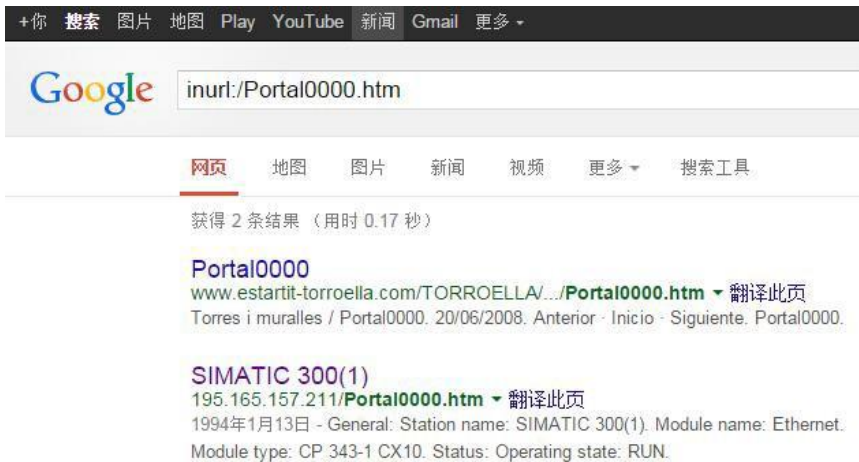 +你 搜索 图片 地图 Play YouTube 新闻 Gmail 更多
Google inurl:/Portal0000.htm
网页 地图 图片 新闻 视频 更多 搜索工具
获得 2 条结果 （用时 0.17 秒）
Portal0000
www.estartit-torroella.com/TORROELLA/.../Portal0000.htm 翻译此页
Torres i muralles / Portal0000. 20/06/2008. Anterior · Inicio · Siguiente. Portal0000.
SIMATIC 300(1)
195.165.157.211/Portal0000.htm 翻译此页
1994年1月13日 - General: Station name: SIMATIC 300(1). Module name: Ethernet.
Module type: CP 343-1 CX10. Status: Operating state: RUN.